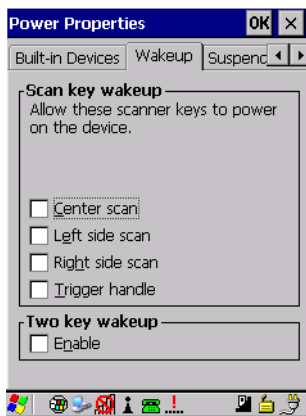 Power Properties OK ×
Built-in Devices Wakeup Suspend
Scan key wakeup
Allow these scanner keys to power
on the device.
Center scan
Left side scan
Right side scan
Trigger handle
Two key wakeup
Enable